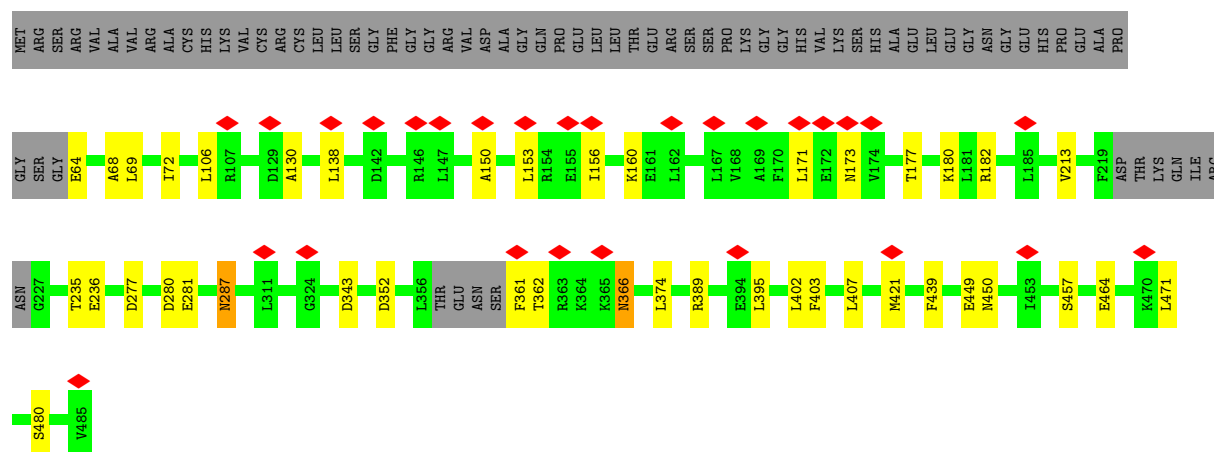 MET ARG SER ARG VAL ALA VAL ARG ALA CYS HIS LYS VAL CYS ARG CYS LEU LEU SER GLY PHE GLY GLY ARG VAL ASP ALA GLY GLN PRO GLU LEU LEU THR GLU ARG SER SER PRO LYS GLY GLY HIS VAL LYS SER HIS ALA GLU LEU GLU GLY ASN GLY GLU HIS PRO GLU ALA PRO
GLY SER GLY E64 A68 L69 I72 L106 R107 D129 A130 L138 D142 R146 L147 A150 L153 R154 E155 I156 K160 E161 L162 L167 V168 A169 F170 L171 E172 N173 V174 T177 K180 L181 R182 L185 V213 F219 ASP THR LYS GLN ILE ARG
ASN G227 T235 E236 D277 D280 E281 N287 L311 G324 D343 D352 L356 THR GLU ASN SER F361 T362 R363 K364 K365 N366 L374 R389 E394 L395 L402 F403 L407 M421 F439 E449 N450 I453 S457 E464 K470 L471
S480 V485